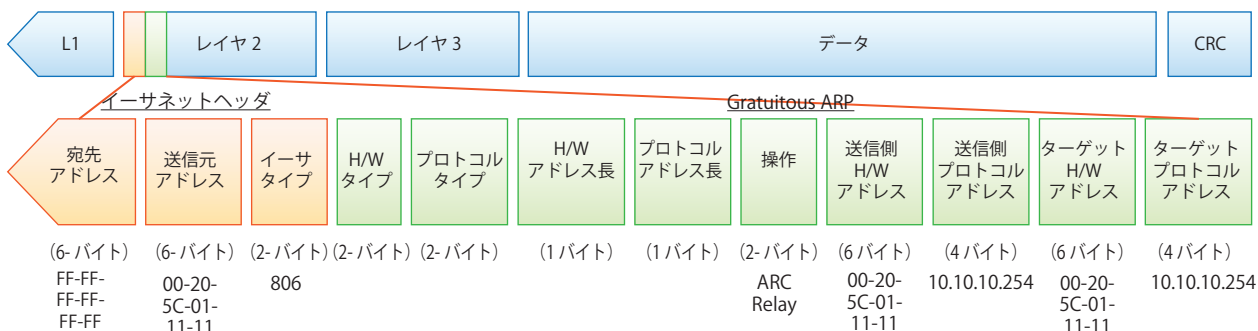 L1
レイヤ 2
レイヤ 3
データ
CRC
イーサネットヘッダ
Gratuitous ARP
宛先
アドレス
送信元
アドレス
イーサ
タイプ
H/W
タイプ
プロトコル
タイプ
H/W
アドレス長
プロトコル
アドレス長
操作
送信側
H/W
アドレス
送信側
プロトコル
アドレス
ターゲット
H/W
アドレス
ターゲット
プロトコル
アドレス
(6- バイト)
(6- バイト)
(2- バイト)
(2- バイト)
(2- バイト)
(1 バイト)
(1 バイト)
(2- バイト)
(6 バイト)
(4 バイト)
(6 バイト)
(4 バイト)
FF-FF-
FF-FF-
FF-FF
00-20-
5C-01-
11-11
806
ARC
Relay
00-20-
5C-01-
11-11
10.10.10.254
00-20-
5C-01-
11-11
10.10.10.254